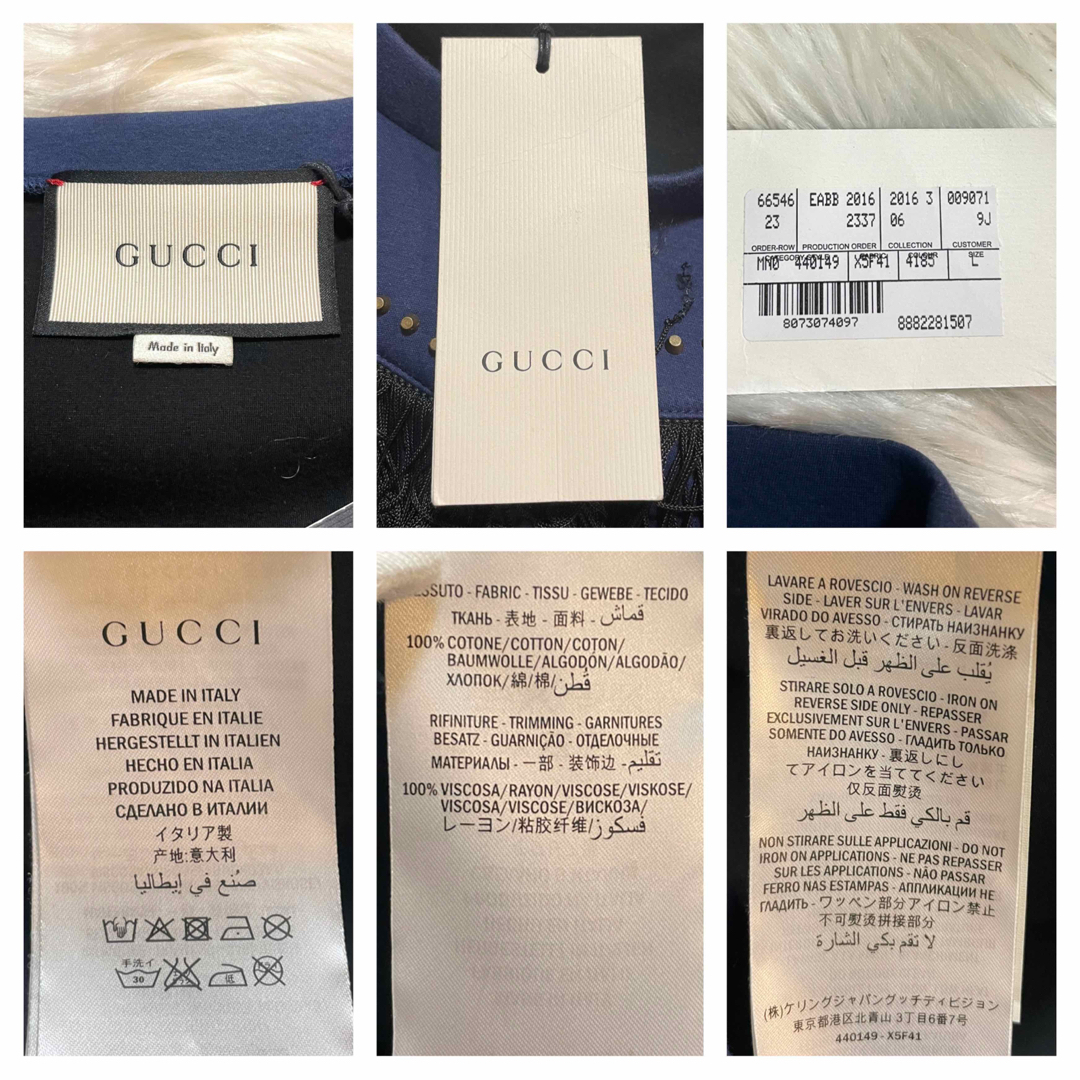 GUCCI
Made in Italy
GUCCI
66546 EABB 2016 2016 3 009071
23 2337 06 9J
ORDER-ROW PRODUCTION ORDER COLLECTION CUSTOMER
COLOUR SIZE
MN0 440149 X5F41 4185 L
8073074097 8882281507
GUCCI
MADE IN ITALY
FABRIQUE EN ITALIE
HERGESTELLT IN ITALIEN
HECHO EN ITALIA
PRODUZIDO NA ITALIA
СДЕЛАНО В ИТАЛИИ
イタリア製
产地:意大利
صُنع في إيطاليا
手洗イ
30 低
- FABRIC - TISSU - GEWEBE - TECIDO
ТКАНЬ - 表地 - 面料 - قماش
100% COTONE/COTTON/COTON/
BAUMWOLLE/ALGODÓN/ALGODÃO/
ХЛОПОК/綿/棉/قُطن
RIFINITURE - TRIMMING - GARNITURES
BESATZ - GUARNIÇÃO - ОТДЕЛОЧНЫЕ
МАТЕРИАЛЫ - 一部 - 装饰边 - تقليم
100% VISCOSA/RAYON/VISCOSE/VISKOSE/
VISCOSA/VISCOSE/ВИСКОЗА/
レーヨン/粘胶纤维/فسكوز
LAVARE A ROVESCIO - WASH ON REVERSE
SIDE - LAVER SUR L'ENVERS - LAVAR
VIRADO DO AVESSO - СТИРАТЬ НАИЗНАНКУ
裏返してお洗いください - 反面洗涤
يُقلب على الظهر قبل الغسيل
STIRARE SOLO A ROVESCIO - IRON ON
REVERSE SIDE ONLY - REPASSER
EXCLUSIVEMENT SUR L'ENVERS - PASSAR
SOMENTE DO AVESSO - ГЛАДИТЬ ТОЛЬКО
НАИЗНАНКУ - 裏返しにし
てアイロンを当ててください
仅反面熨烫
قم بالكي فقط على الظهر
NON STIRARE SULLE APPLICAZIONI - DO NOT
IRON ON APPLICATIONS - NE PAS REPASSER
SUR LES APPLICATIONS - NÃO PASSAR
FERRO NAS ESTAMPAS - АППЛИКАЦИИ НЕ
ГЛАДИТЬ - ワッペン部分アイロン禁止
不可熨烫拼接部分
لا تقم بكي الشارة
(株)ケリングジャパングッチディビジョン
東京都港区北青山3丁目6番7号
440149 - X5F41